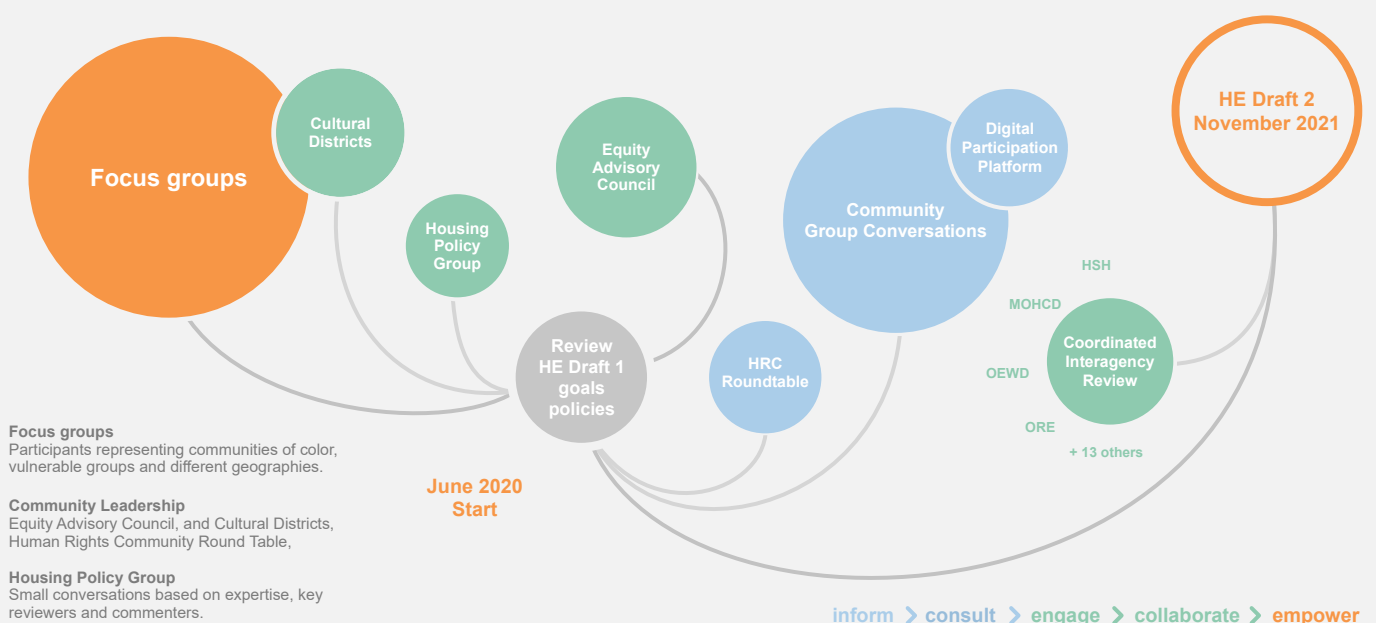 Focus groups
Cultural
Districts
Housing
Policy
Group
Equity
Advisory
Council
Review
HE Draft 1
goals
policies
June 2020
Start
HRC
Roundtable
Community
Group Conversations
Digital
Participation
Platform
HE Draft 2
November 2021
HSH
MOHCD
OEWD
ORE
+ 13 others
Coordinated
Interagency
Review
Focus groups
Participants representing communities of color,
vulnerable groups and different geographies.
Community Leadership
Equity Advisory Council, and Cultural Districts,
Human Rights Community Round Table,
Housing Policy Group
Small conversations based on expertise, key
reviewers and commenters.
inform > consult > engage > collaborate > empower